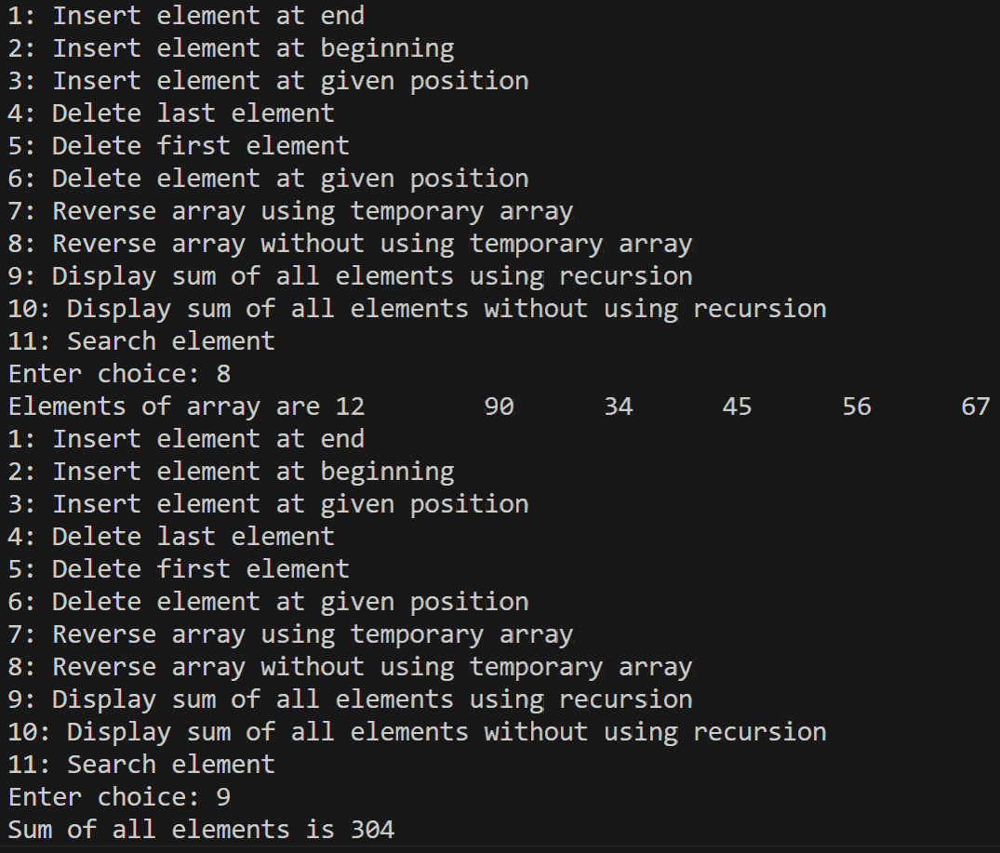 1: Insert element at end
2: Insert element at beginning
3: Insert element at given position
4: Delete last element
5: Delete first element
6: Delete element at given position
7: Reverse array using temporary array
8: Reverse array without using temporary array
9: Display sum of all elements using recursion
10: Display sum of all elements without using recursion
11: Search element
Enter choice: 8
Elements of array are 12        90      34      45      56      67
1: Insert element at end
2: Insert element at beginning
3: Insert element at given position
4: Delete last element
5: Delete first element
6: Delete element at given position
7: Reverse array using temporary array
8: Reverse array without using temporary array
9: Display sum of all elements using recursion
10: Display sum of all elements without using recursion
11: Search element
Enter choice: 9
Sum of all elements is 304